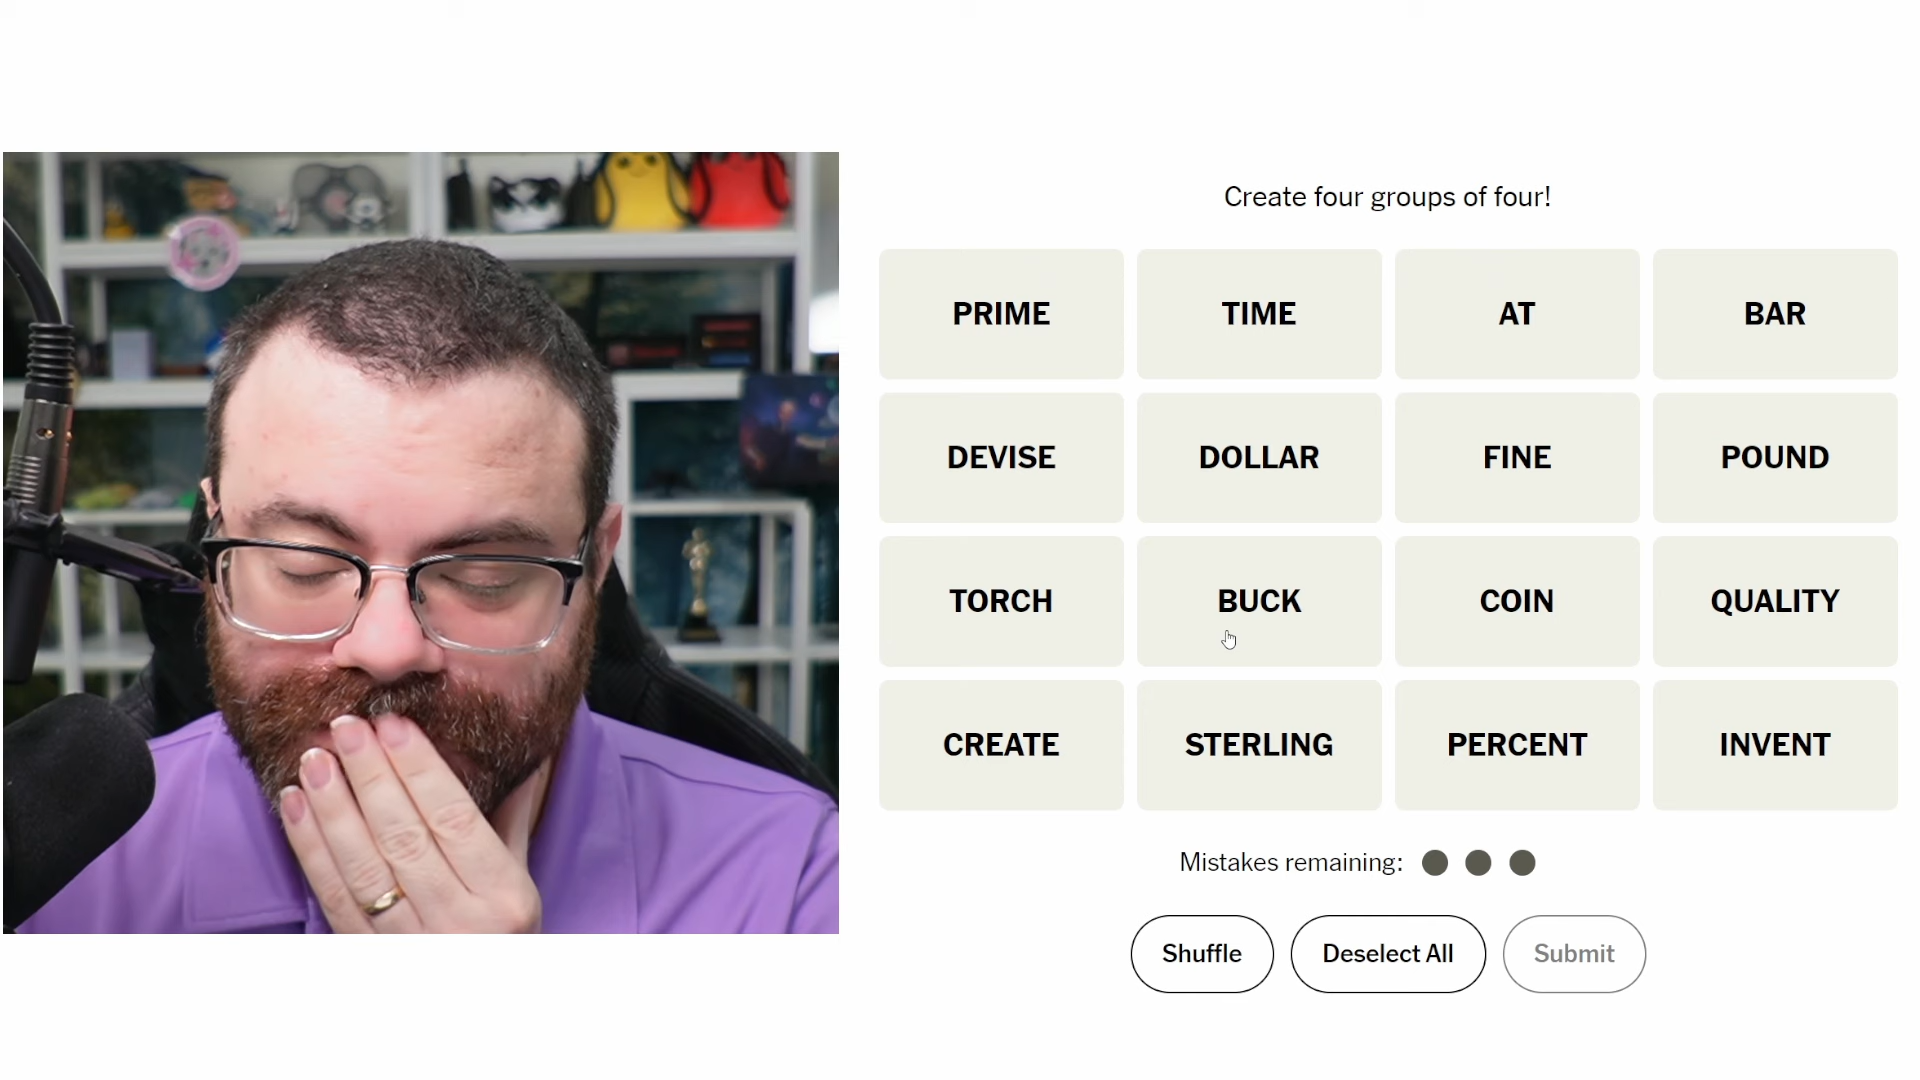 Create four groups of four!
PRIME TIME AT BAR
DEVISE DOLLAR FINE POUND
TORCH BUCK COIN QUALITY
CREATE STERLING PERCENT INVENT
Mistakes remaining:
Shuffle Deselect All Submit